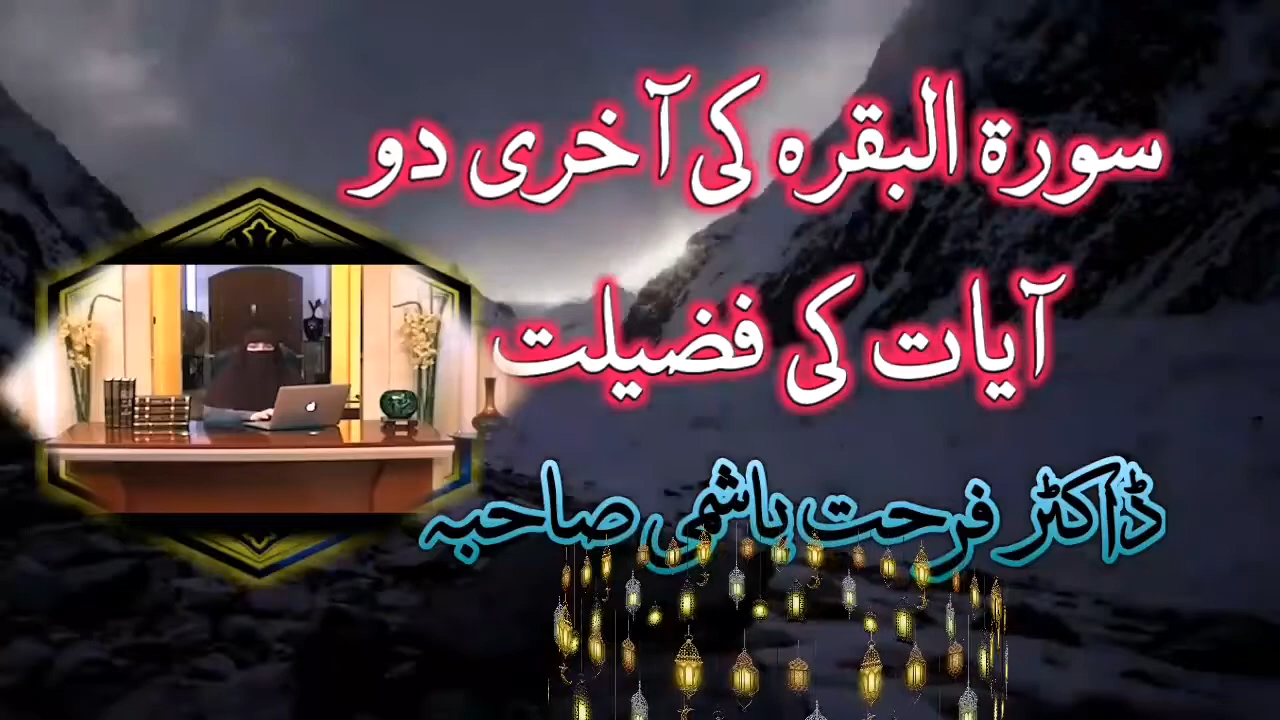 سورۃ البقرہ کی آخری دو
آیات کی فضیلت
ڈاکٹر فرحت ہاشمی صاحبہ